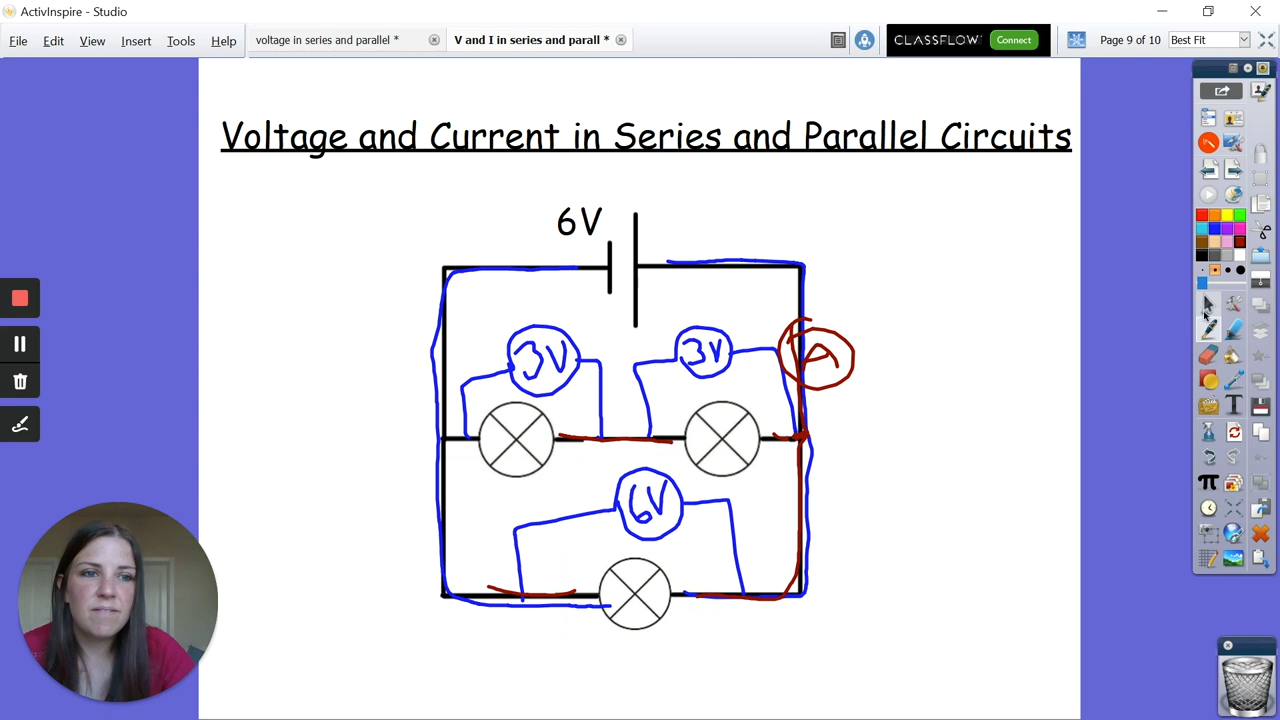 ActivInspire - Studio
File Edit View Insert Tools Help
voltage in series and parallel *
V and I in series and parall *
CLASSFLOW Connect
Page 9 of 10
Best Fit
Voltage and Current in Series and Parallel Circuits
6V
3V
3V
A
6V